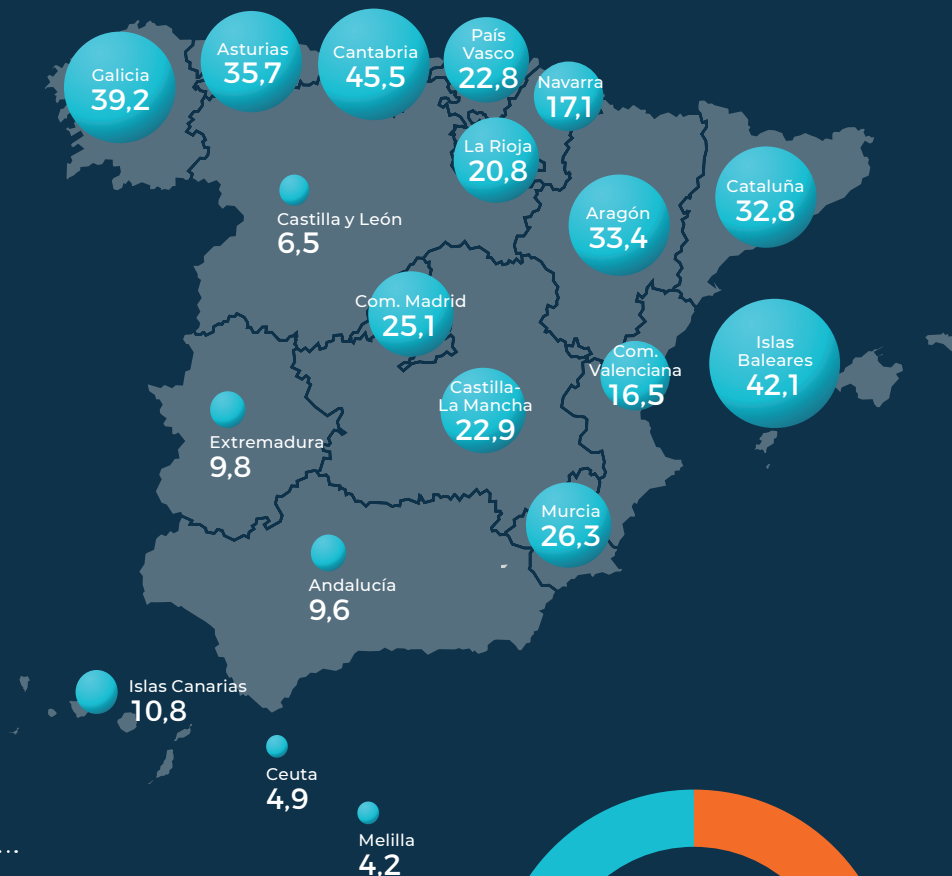 Galicia
39,2
Asturias
35,7
Cantabria
45,5
País
Vasco
22,8
Navarra
17,1
La Rioja
20,8
Castilla y León
6,5
Aragón
33,4
Cataluña
32,8
Com. Madrid
25,1
Com.
Valenciana
16,5
Islas
Baleares
42,1
Castilla-
La Mancha
22,9
Extremadura
9,8
Murcia
26,3
Andalucía
9,6
Islas Canarias
10,8
Ceuta
4,9
Melilla
4,2
...